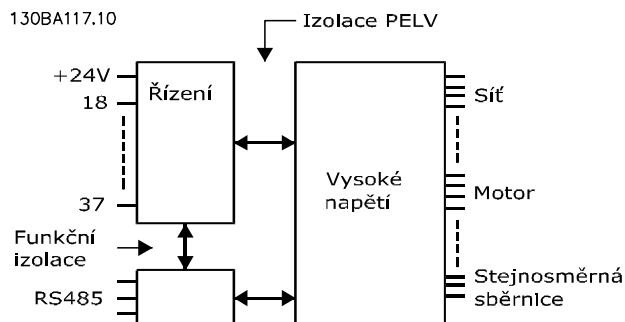 130BA117.10
Izolace PELV
+24V
18
37
Řízení
Vysoké
napětí
Síť
Motor
Stejnosměrná
sběrnice
Funkční
izolace
RS485